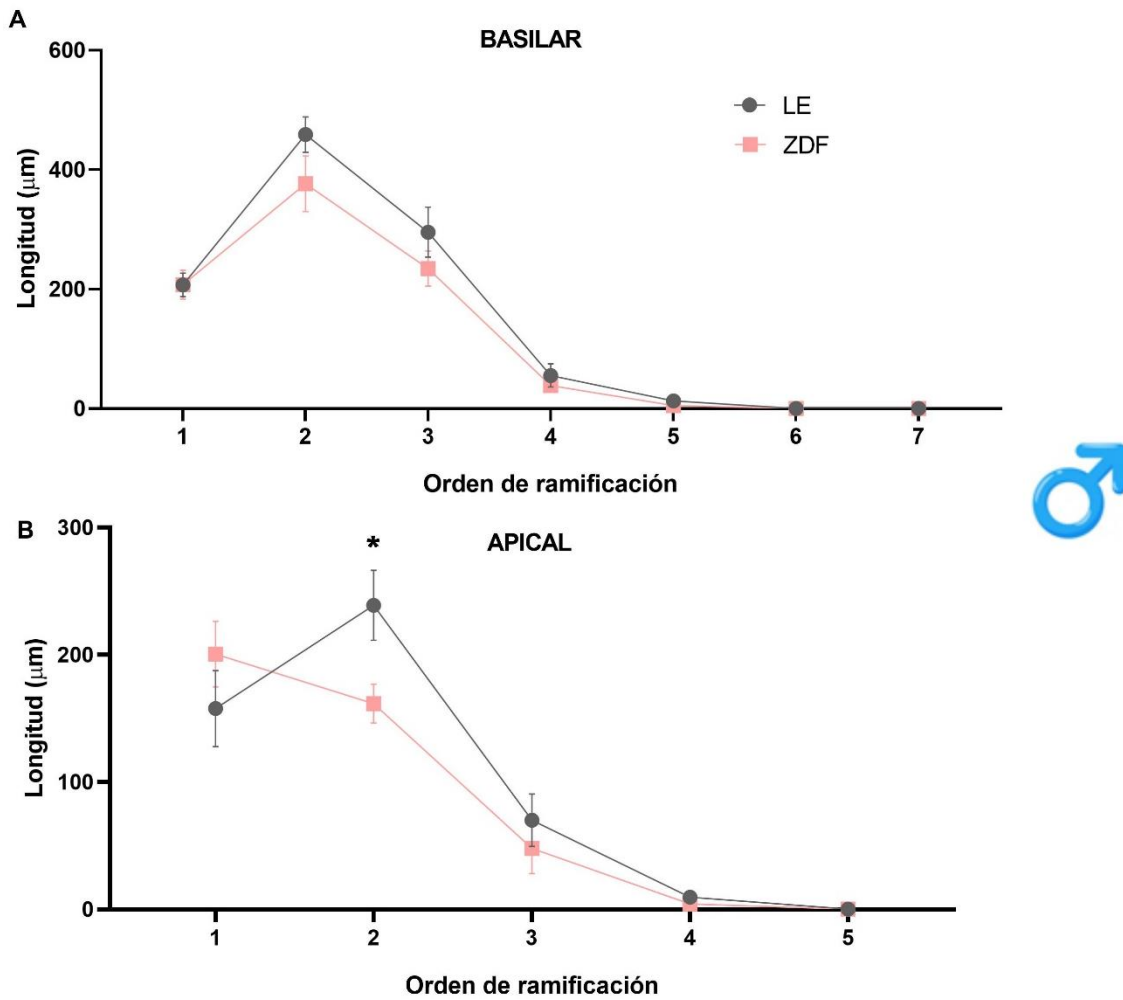 A
BASILAR
600
400
200
0
Longitud (μm)
LE
ZDF
1 2 3 4 5 6 7
Orden de ramificación
B
APICAL
*
300
200
100
0
Longitud (μm)
1 2 3 4 5
Orden de ramificación